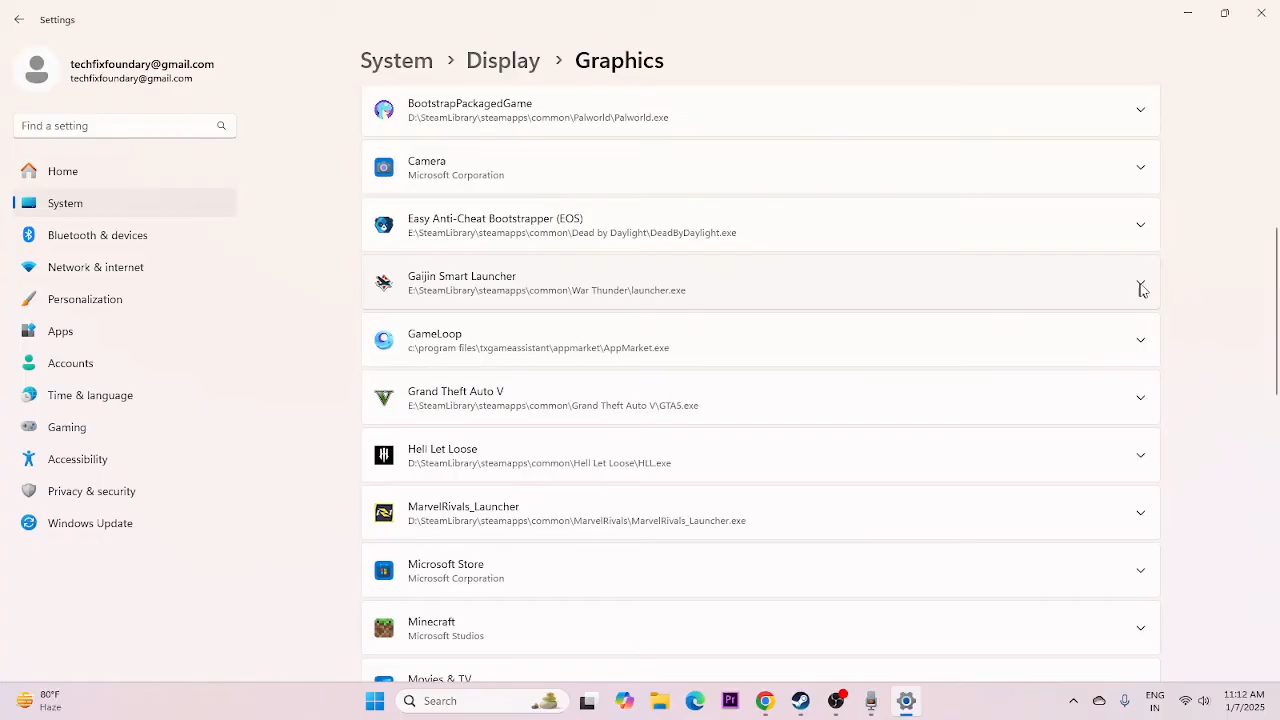 Settings
techfixfoundary@gmail.com
techfixfoundary@gmail.com
Find a setting
Home
System
Bluetooth & devices
Network & internet
Personalization
Apps
Accounts
Time & language
Gaming
Accessibility
Privacy & security
Windows Update
System > Display > Graphics
BootstrapPackagedGame
D:\SteamLibrary\steamapps\common\Palworld\Palworld.exe
Camera
Microsoft Corporation
Easy Anti-Cheat Bootstrapper (EOS)
E:\SteamLibrary\steamapps\common\Dead by Daylight\DeadByDaylight.exe
Gaijin Smart Launcher
E:\SteamLibrary\steamapps\common\War Thunder\launcher.exe
GameLoop
c:\program files\txgameassistant\appmarket\AppMarket.exe
Grand Theft Auto V
E:\SteamLibrary\steamapps\common\Grand Theft Auto V\GTA5.exe
Hell Let Loose
D:\SteamLibrary\steamapps\common\Hell Let Loose\HLL.exe
MarvelRivals_Launcher
D:\SteamLibrary\steamapps\common\MarvelRivals\MarvelRivals_Launcher.exe
Microsoft Store
Microsoft Corporation
Minecraft
Microsoft Studios
Movies & TV
80°F
Haze
Search
Pr
ENG
IN
11:12 AM
1/7/2025